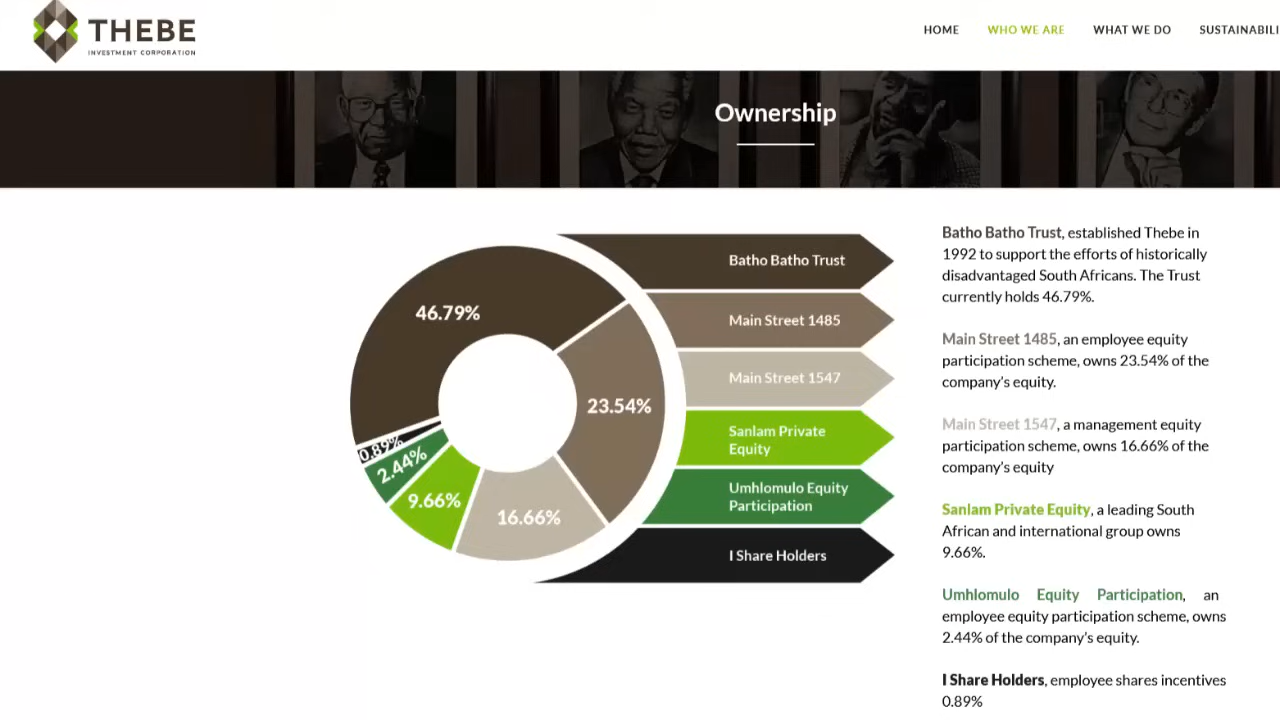 THEBE
INVESTMENT CORPORATION
HOME
WHO WE ARE
WHAT WE DO
SUSTAINABILI
Ownership
46.79%
23.54%
16.66%
9.66%
2.44%
0.89%
Batho Batho Trust
Main Street 1485
Main Street 1547
Sanlam Private
Equity
Umhlomulo Equity
Participation
I Share Holders
Batho Batho Trust, established Thebe in
1992 to support the efforts of historically
disadvantaged South Africans. The Trust
currently holds 46.79%.
Main Street 1485, an employee equity
participation scheme, owns 23.54% of the
company's equity.
Main Street 1547, a management equity
participation scheme, owns 16.66% of the
company's equity
Sanlam Private Equity, a leading South
African and international group owns
9.66%.
Umhlomulo Equity Participation, an
employee equity participation scheme, owns
2.44% of the company's equity.
I Share Holders, employee shares incentives
0.89%